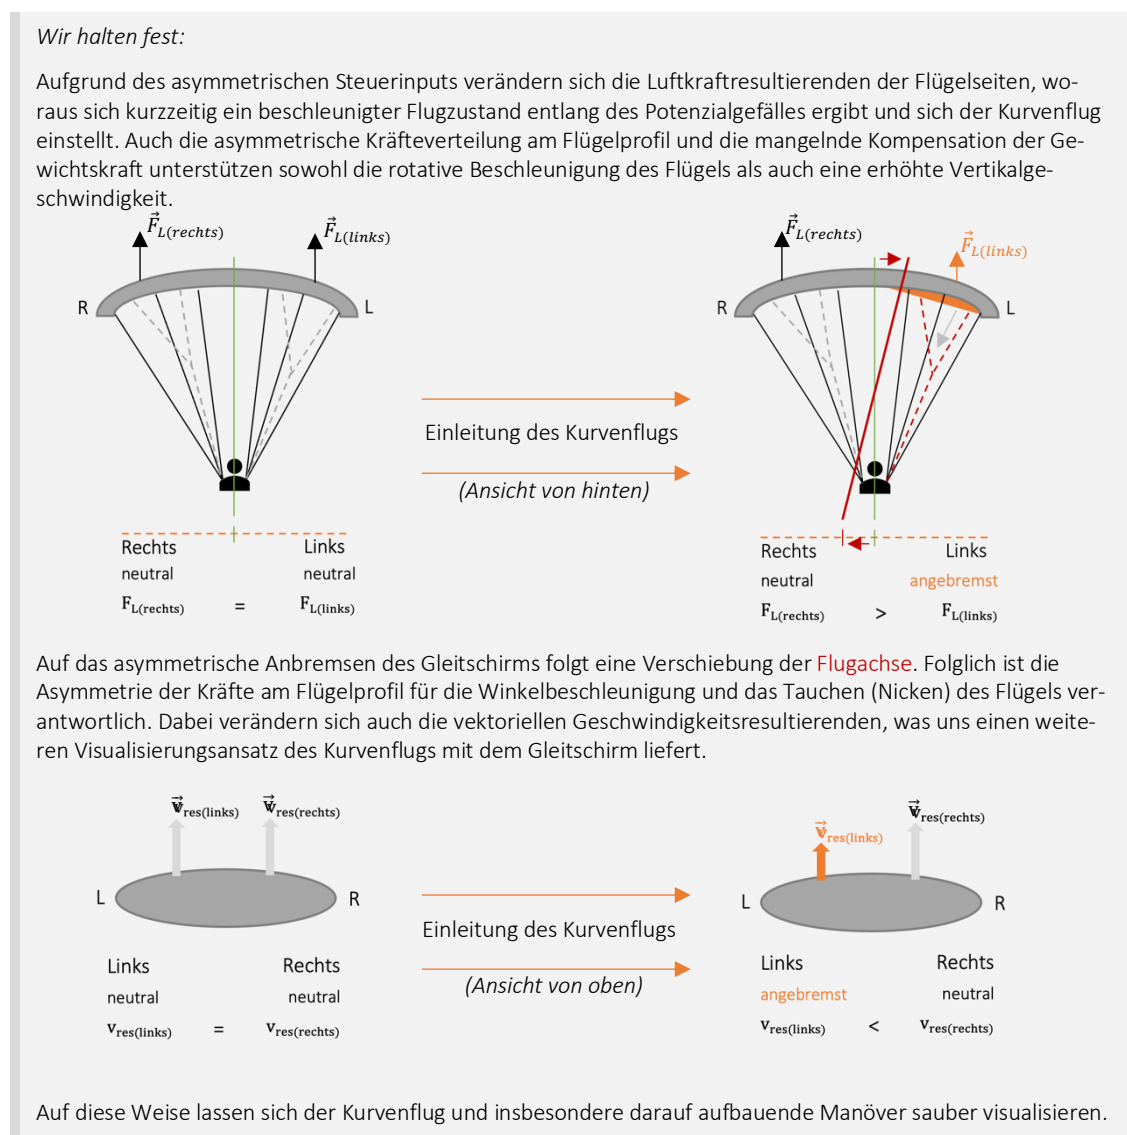 Wir halten fest:
Aufgrund des asymmetrischen Steuerinputs verändern sich die Luftkraftresultierenden der Flügelseiten, wo-
raus sich kurzzeitig ein beschleunigter Flugzustand entlang des Potenzialgefälles ergibt und sich der Kurvenflug
einstellt. Auch die asymmetrische Kräfteverteilung am Flügelprofil und die mangelnde Kompensation der Ge-
wichtskraft unterstützen sowohl die rotative Beschleunigung des Flügels als auch eine erhöhte Vertikalge-
schwindigkeit.
F⃗L(rechts) F⃗L(links)
R L
F⃗L(rechts) F⃗L(links)
R L
Einleitung des Kurvenflugs
(Ansicht von hinten)
Rechts Links
neutral neutral
FL(rechts) = FL(links)
Rechts Links
neutral angebremst
FL(rechts) > FL(links)
Auf das asymmetrische Anbremsen des Gleitschirms folgt eine Verschiebung der Flugachse. Folglich ist die
Asymmetrie der Kräfte am Flügelprofil für die Winkelbeschleunigung und das Tauchen (Nicken) des Flügels ver-
antwortlich. Dabei verändern sich auch die vektoriellen Geschwindigkeitsresultierenden, was uns einen weite-
ren Visualisierungsansatz des Kurvenflugs mit dem Gleitschirm liefert.
v⃗res(links) v⃗res(rechts)
L R
v⃗res(links) v⃗res(rechts)
L R
Einleitung des Kurvenflugs
(Ansicht von oben)
Links Rechts
neutral neutral
vres(links) = vres(rechts)
Links Rechts
angebremst neutral
vres(links) < vres(rechts)
Auf diese Weise lassen sich der Kurvenflug und insbesondere darauf aufbauende Manöver sauber visualisieren.